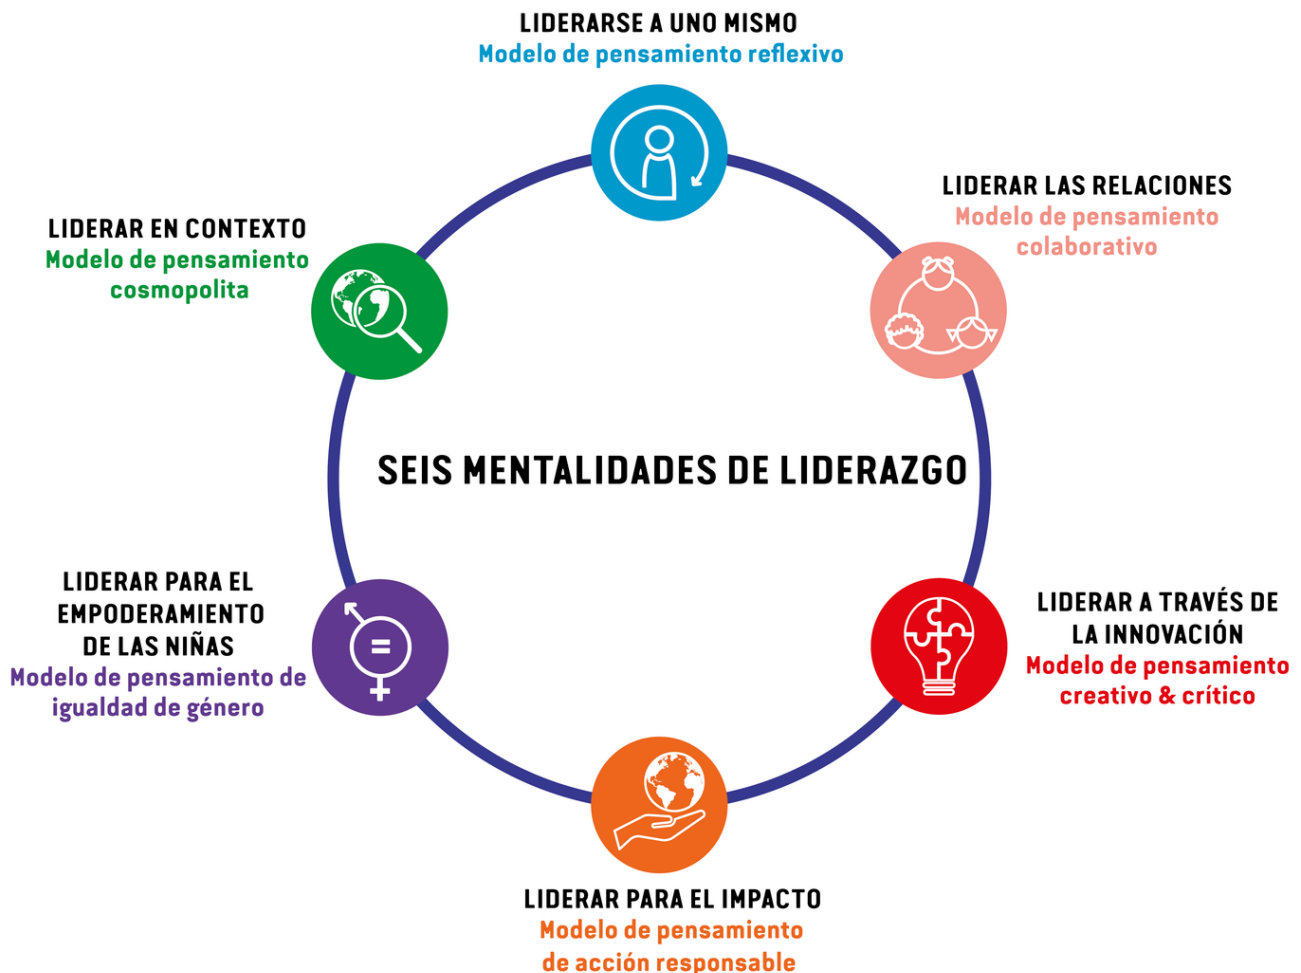 LIDERARSE A UNO MISMO
Modelo de pensamiento reflexivo
LIDERAR LAS RELACIONES
Modelo de pensamiento
colaborativo
LIDERAR EN CONTEXTO
Modelo de pensamiento
cosmopolita
SEIS MENTALIDADES DE LIDERAZGO
LIDERAR PARA EL
EMPODERAMIENTO
DE LAS NIÑAS
Modelo de pensamiento de
igualdad de género
LIDERAR A TRAVÉS DE
LA INNOVACIÓN
Modelo de pensamiento
creativo & crítico
LIDERAR PARA EL IMPACTO
Modelo de pensamiento
de acción responsable